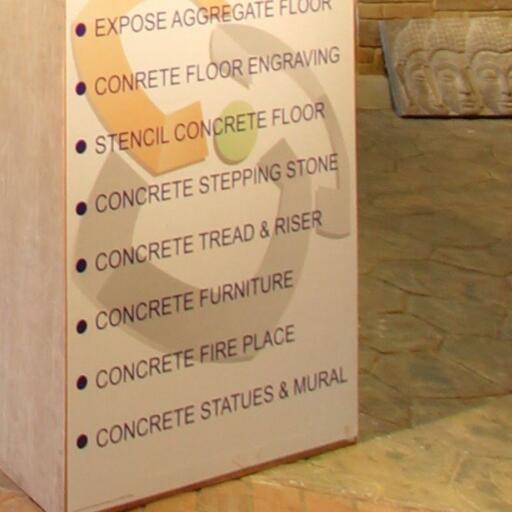 EXPOSE AGGREGATE FLOOR
CONRETE FLOOR ENGRAVING
STENCIL CONCRETE FLOOR
CONCRETE STEPPING STONE
CONCRETE TREAD & RISER
CONCRETE FURNITURE
CONCRETE FIRE PLACE
CONCRETE STATUES & MURAL